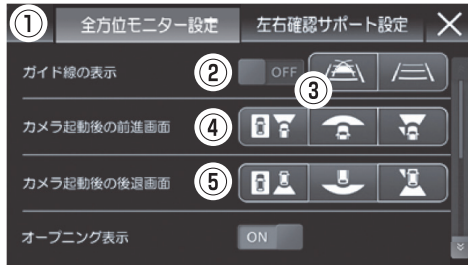 ① 全方位モニター設定 左右確認サポート設定 ✕
ガイド線の表示 ② OFF ③
カメラ起動後の前進画面 ④
カメラ起動後の後退画面 ⑤
オープニング表示 ON